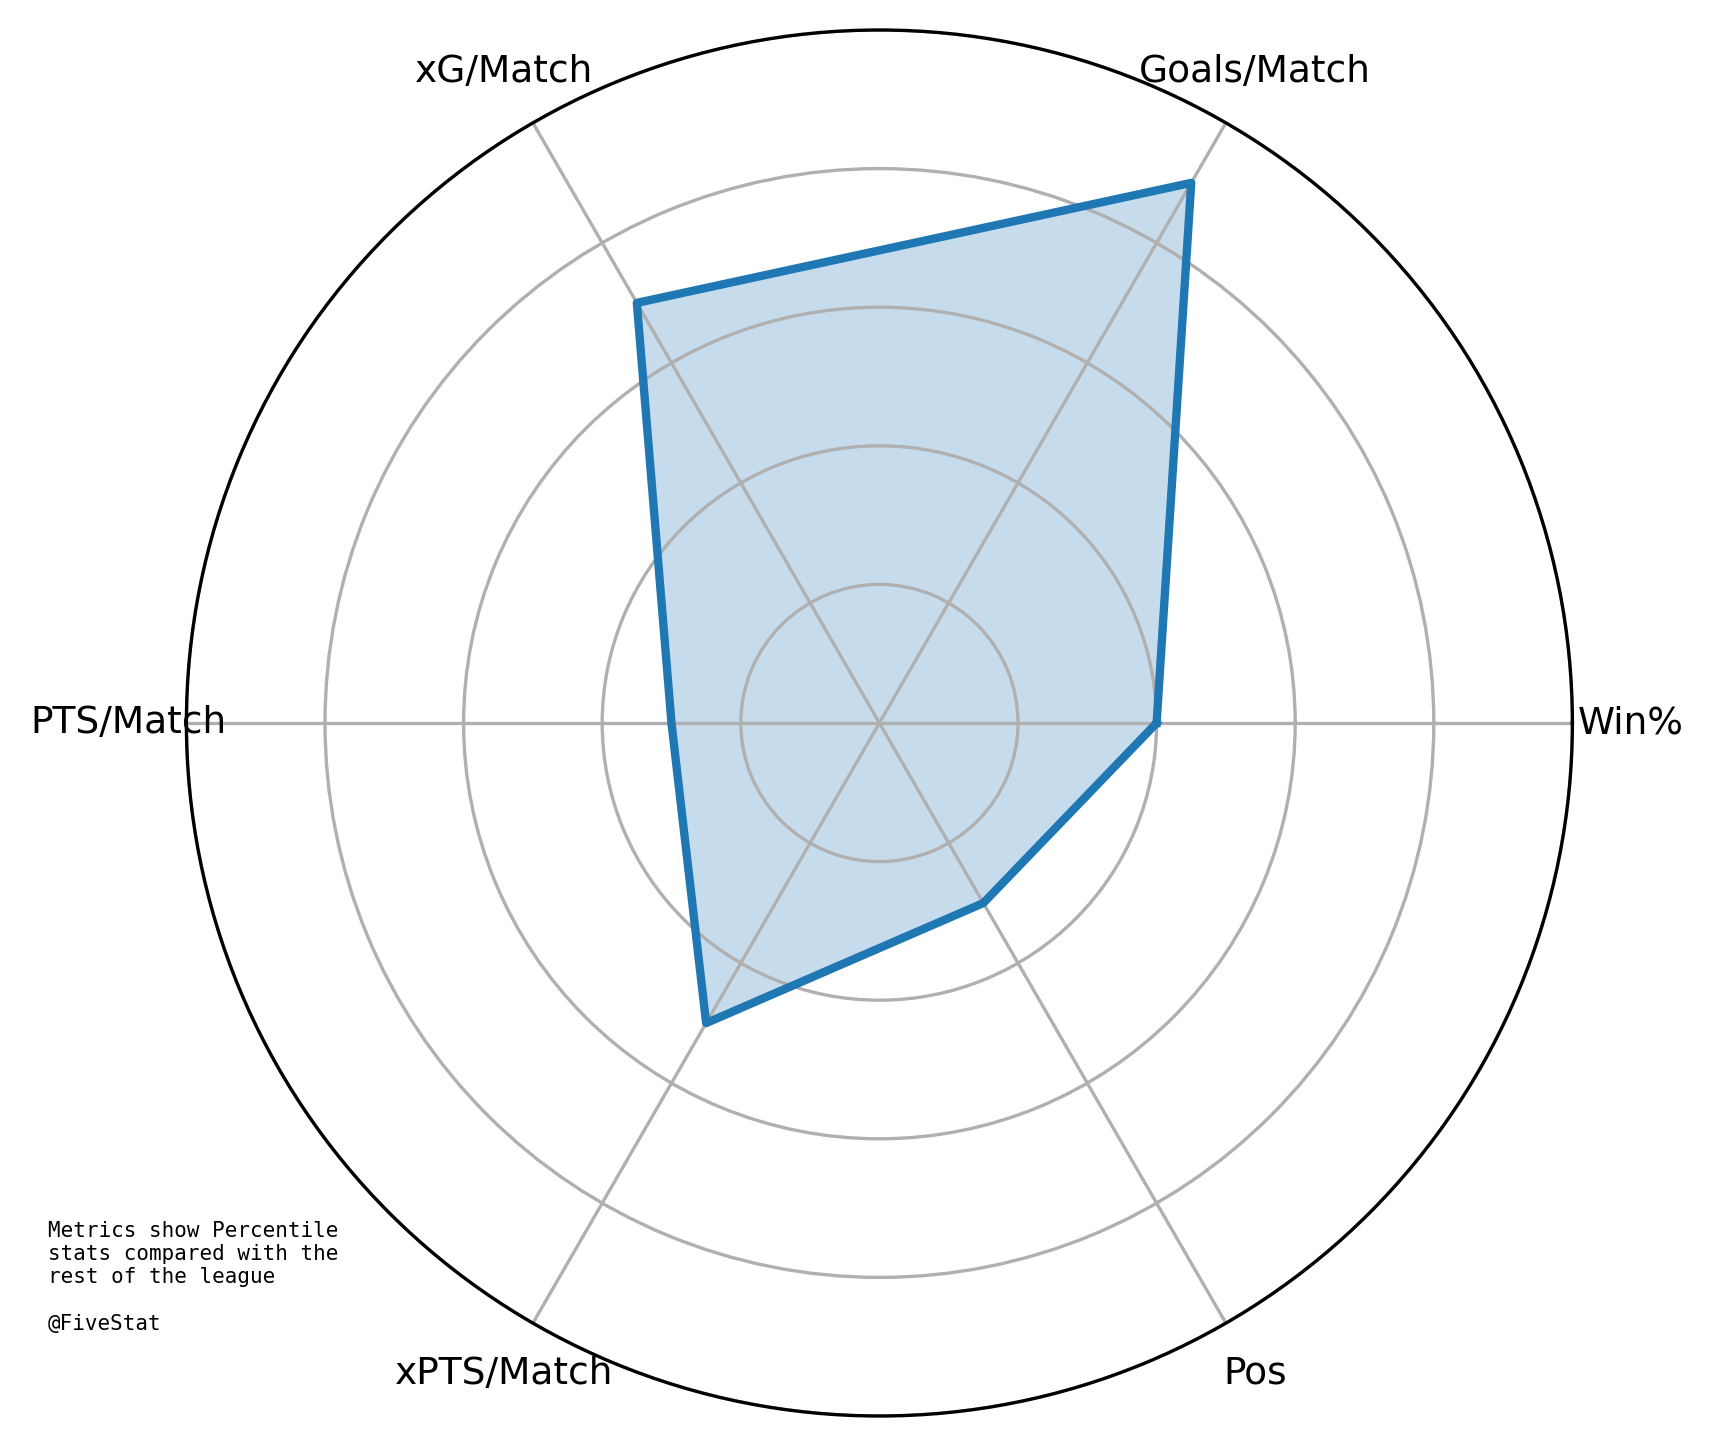 xG/Match
Goals/Match
PTS/Match
Win%
Metrics show Percentile
stats compared with the
rest of the league
@FiveStat
xPTS/Match
Pos